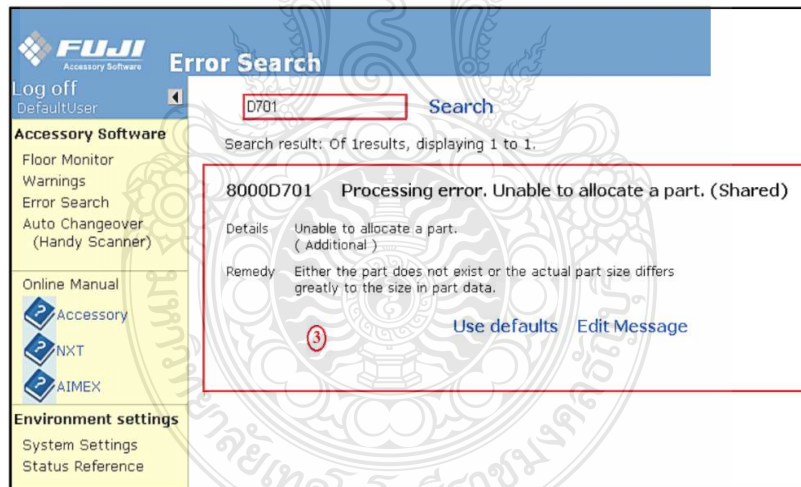 FUJI
Accessory Software
Error Search
Log off
DefaultUser
D701
Search
Accessory Software
Floor Monitor
Warnings
Error Search
Auto Changeover
(Handy Scanner)
Online Manual
Accessory
NXT
AIMEX
Environment settings
System Settings
Status Reference
Search result: Of 1results, displaying 1 to 1.
8000D701 Processing error. Unable to allocate a part. (Shared)
Details Unable to allocate a part.
( Additional )
Remedy Either the part does not exist or the actual part size differs
greatly to the size in part data.
3
Use defaults Edit Message